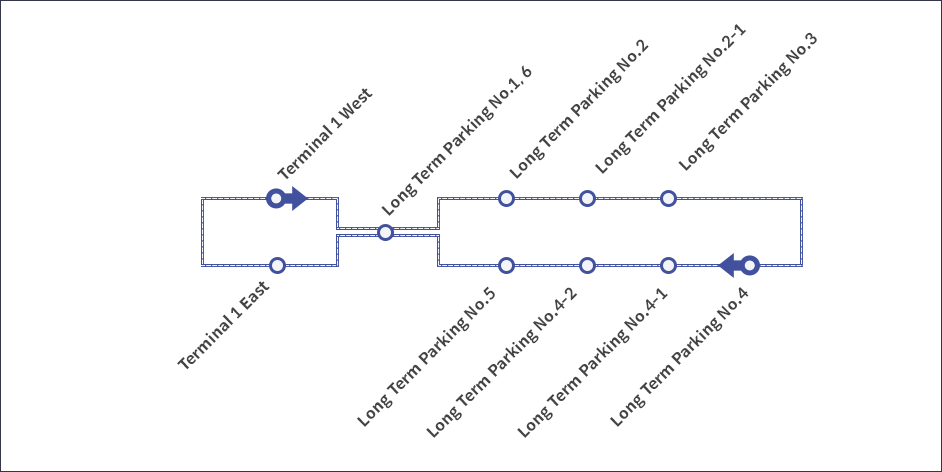 Terminal 1 West
Long Term Parking No.1, 6
Long Term Parking No.2
Long Term Parking No.2-1
Long Term Parking No.3
Terminal 1 East
Long Term Parking No.5
Long Term Parking No.4-2
Long Term Parking No.4-1
Long Term Parking No.4